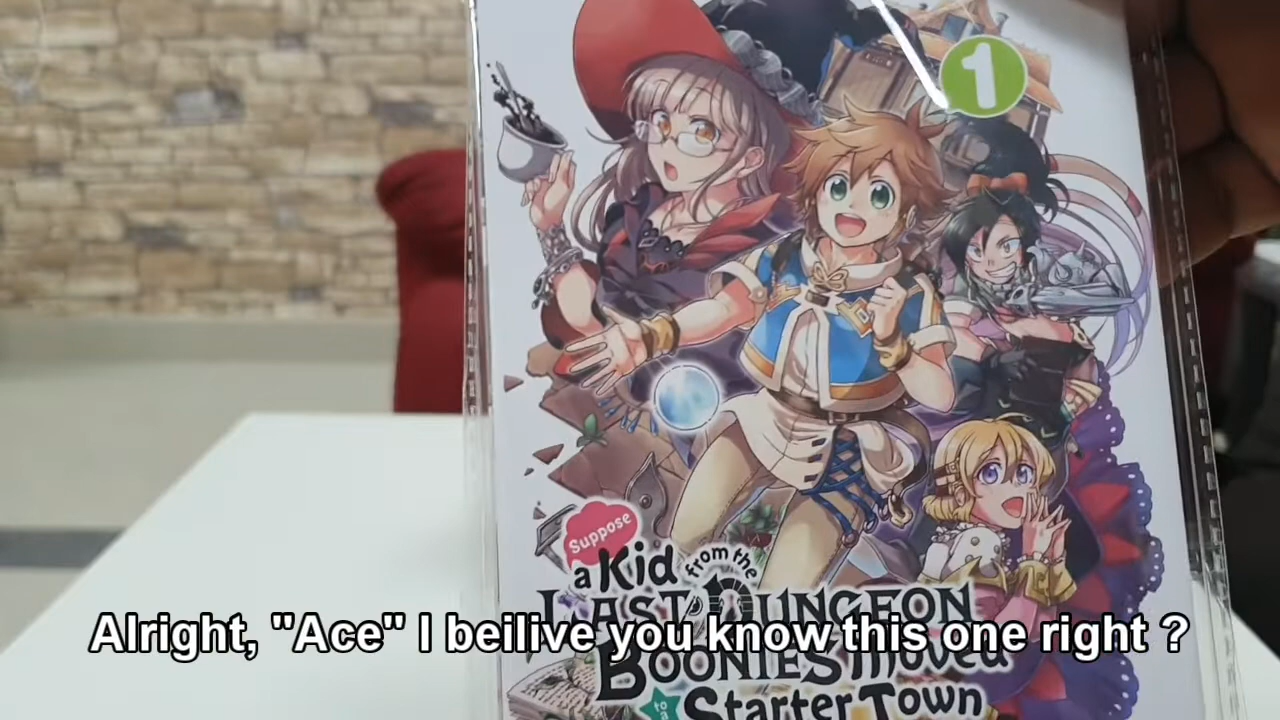 1
Suppose
a Kid from the
Last Dungeon
Boonies moved
to a
Starter Town
Alright, "Ace" I beilive you know this one right ?